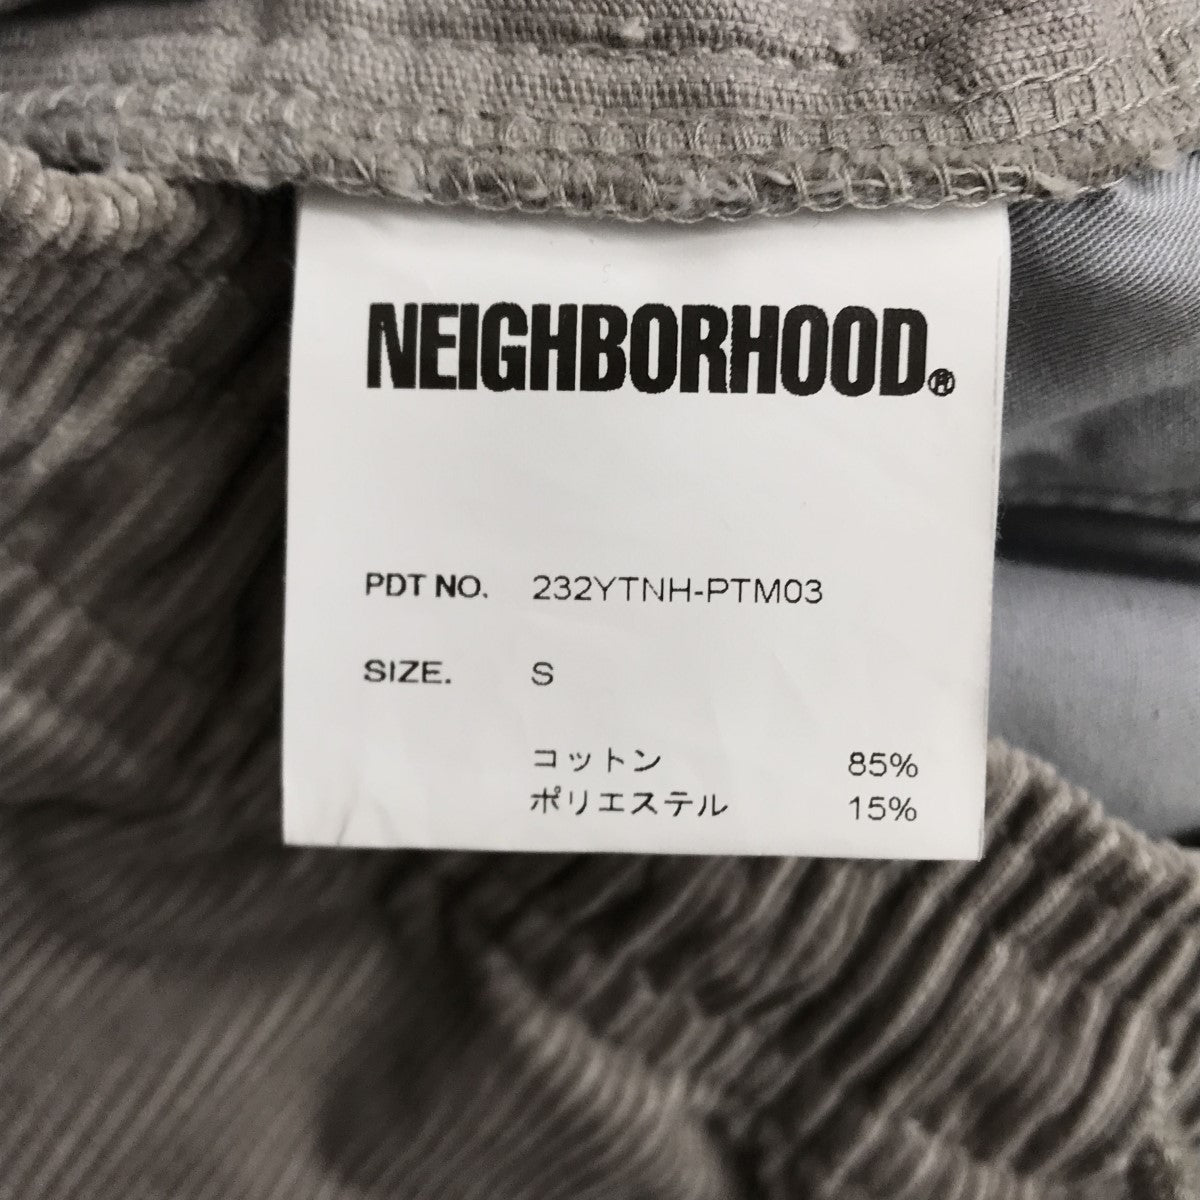 NEIGHBORHOOD®
PDT NO. 232YTNH-PTM03
SIZE. S
コットン 85%
ポリエステル 15%